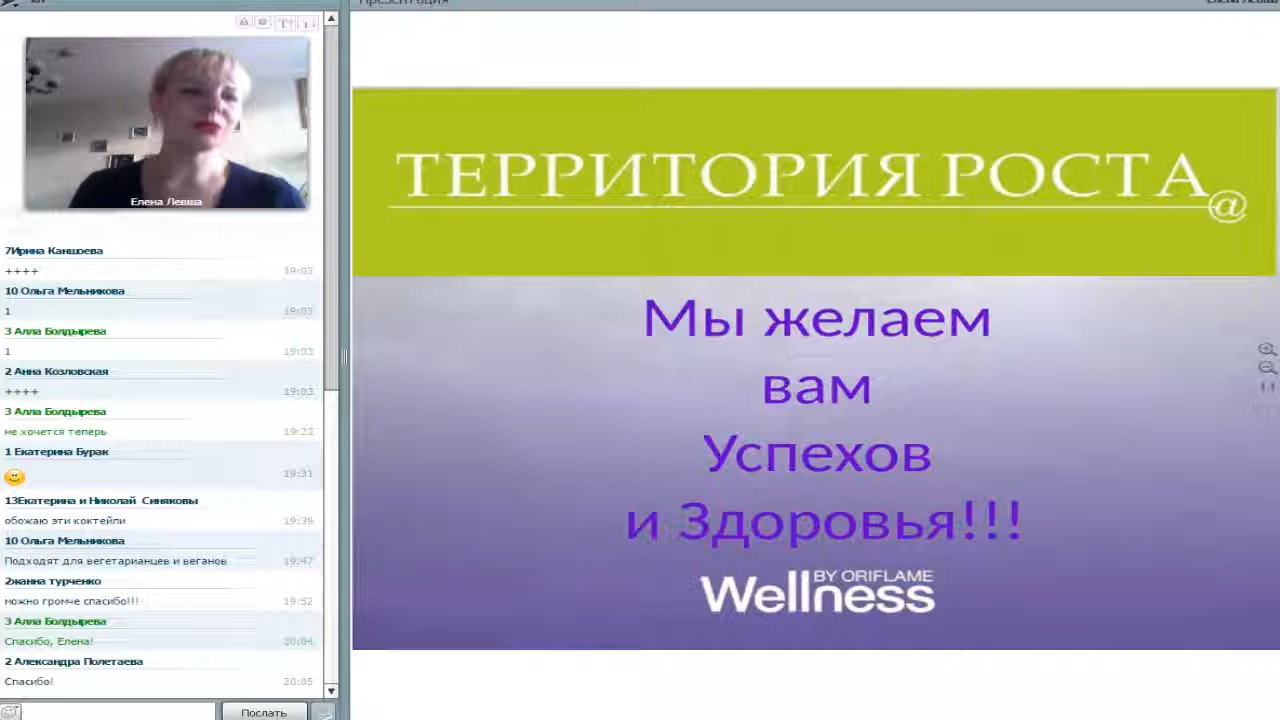 Презентация
Елена Левша
Елена Левша
7Ирина Каншоева
++++ 19:03
10 Ольга Мельникова
1 19:03
3 Алла Болдырева
1 19:03
2 Анна Козловская
++++ 19:03
3 Алла Болдырева
не хочется теперь 19:22
1 Екатерина Бурак
19:31
13Екатерина и Николай Синяковы
обожаю эти коктейли 19:39
10 Ольга Мельникова
Подходят для вегетарианцев и веганов 19:47
2жанна турченко
можно громче спасибо!!! 19:52
3 Алла Болдырева
Спасибо, Елена! 20:04
2 Александра Полетаева
Спасибо! 20:05
Послать
ТЕРРИТОРИЯ РОСТА@
Мы желаем
вам
Успехов
и Здоровья!!!
BY ORIFLAME
Wellness